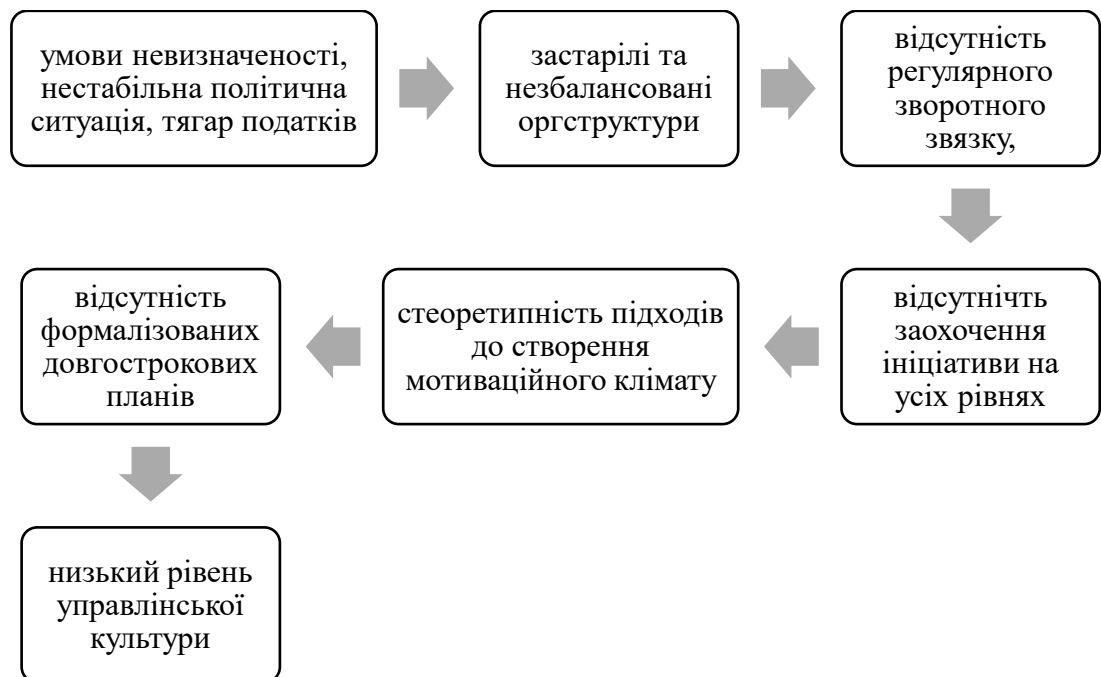 умови невизначеності,
нестабільна політична
ситуація, тягар податків
застарілі та
незбалансовані
оргструктури
відсутність
регулярного
зворотного
звязку,
відсутнічть
заохочення
ініціативи на
усіх рівнях
стеоретипність підходів
до створення
мотиваційного клімату
відсутність
формалізованих
довгострокових
планів
низький рівень
управлінської
культури